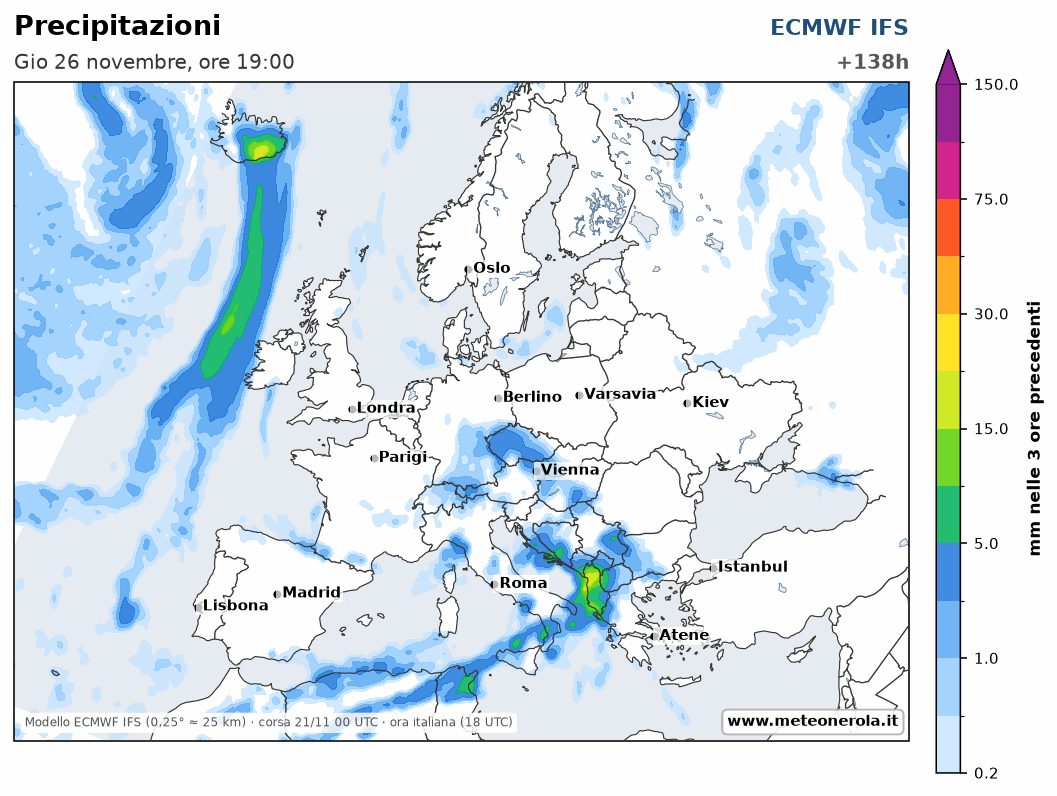 Precipitazioni
ECMWF IFS
Gio 26 novembre, ore 19:00
+138h
150.0
75.0
30.0
15.0
5.0
1.0
0.2
mm nelle 3 ore precedenti
Oslo
Berlino
Varsavia
Kiev
Londra
Parigi
Vienna
Istanbul
Roma
Madrid
Lisbona
Atene
Modello ECMWF IFS (0,25° ≈ 25 km) · corsa 21/11 00 UTC · ora italiana (18 UTC)
www.meteonerola.it